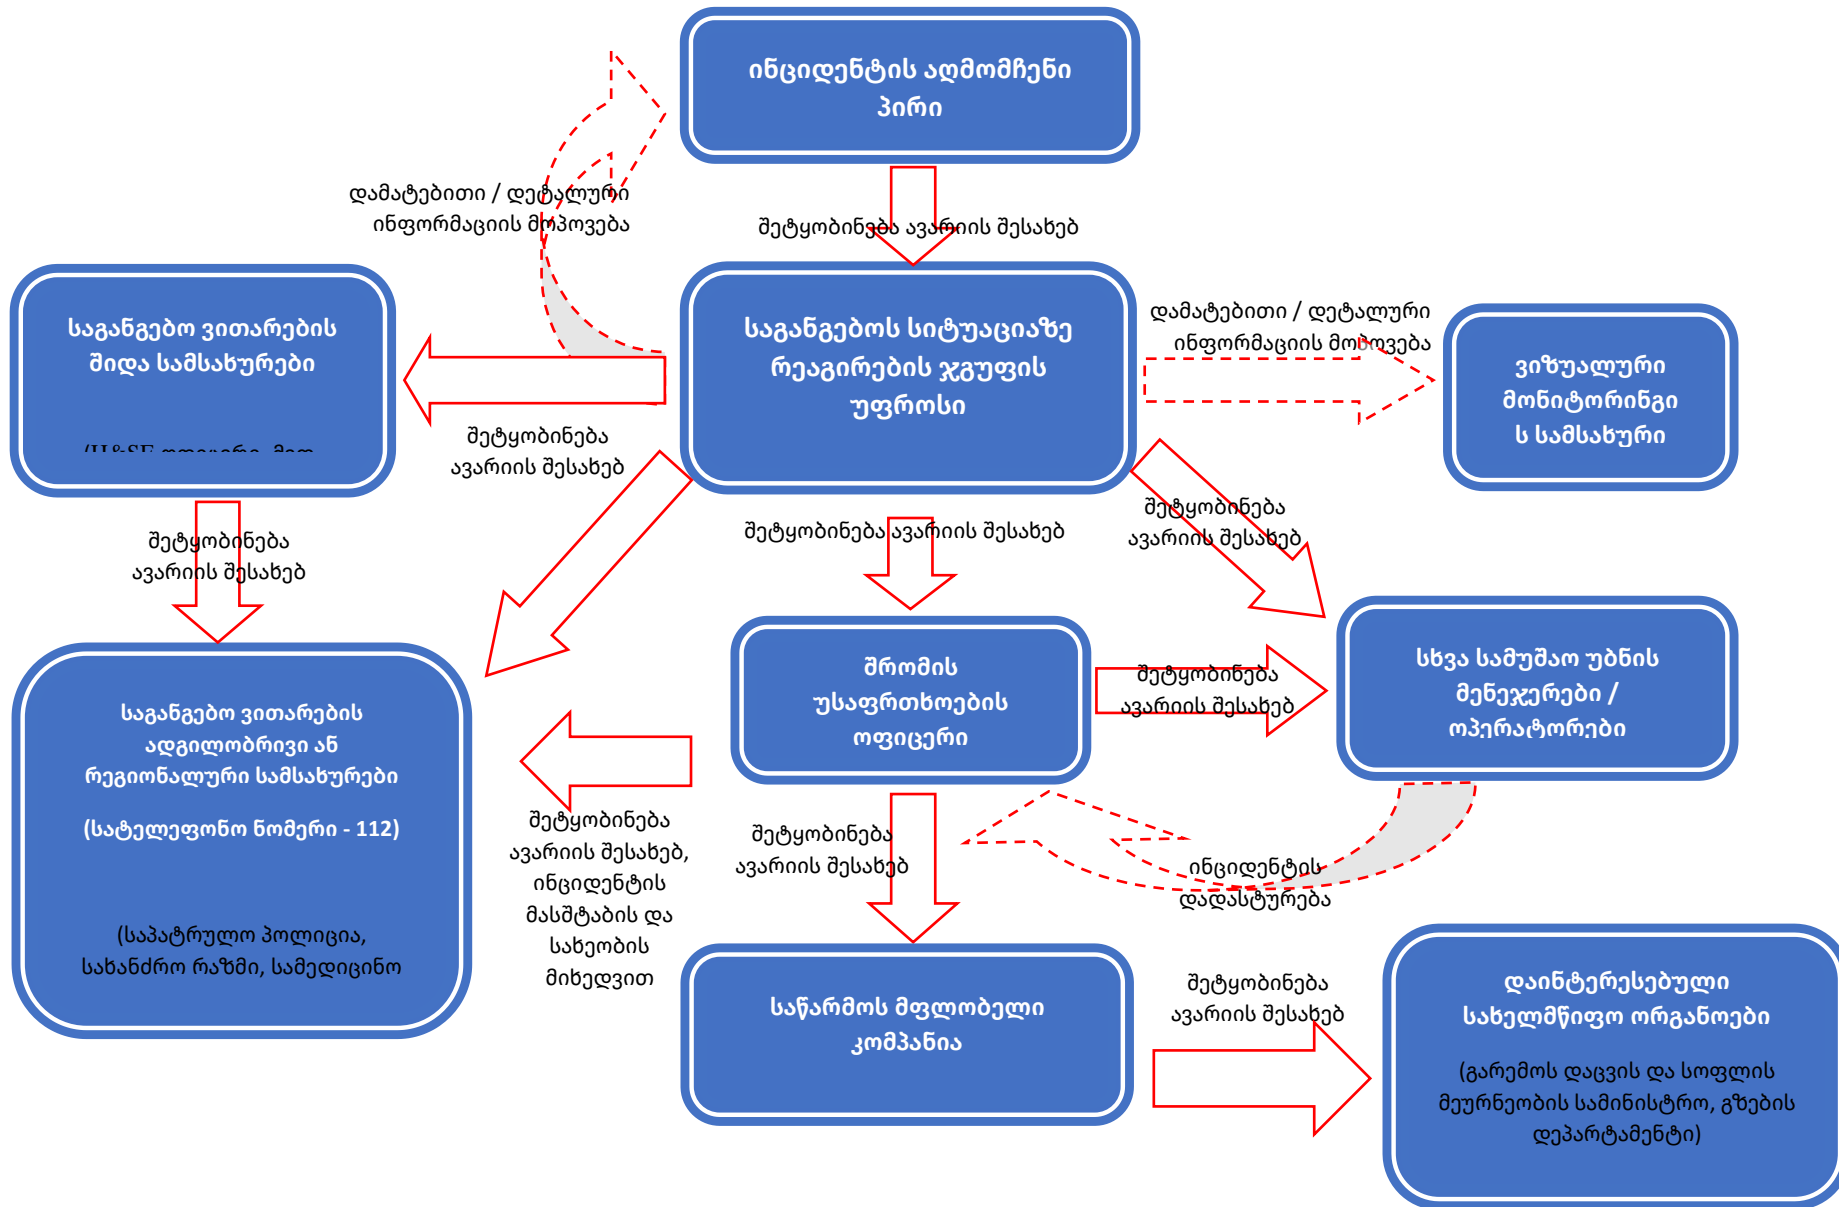 ინციდენტის აღმომჩენი
პირი
დამატებითი / დეტალური
ინფორმაციის მოპოვება
შეტყობინება ავარიის შესახებ
საგანგებო ვითარების
შიდა სამსახურები
საგანგებოს სიტუაციაზე
რეაგირების ჯგუფის
უფროსი
დამატებითი / დეტალური
ინფორმაციის მოპოვება
ვიზუალური
მონიტორინგი
ს სამსახური
შეტყობინება
ავარიის შესახებ
შეტყობინება
ავარიის შესახებ
შეტყობინება ავარიის შესახებ
შეტყობინება
ავარიის შესახებ
საგანგებო ვითარების
ადგილობრივი ან
რეგიონალური სამსახურები
(სატელეფონო ნომერი - 112)
(საპატრულო პოლიცია,
სახანძრო რაზმი, სამედიცინო
შრომის
უსაფრთხოების
ოფიცერი
შეტყობინება
ავარიის შესახებ
სხვა სამუშაო უბნის
მენეჯერები /
ოპერატორები
შეტყობინება
ავარიის შესახებ,
ინციდენტის
მასშტაბის და
სახეობის
მიხედვით
შეტყობინება
ავარიის შესახებ
ინციდენტის
დადასტურება
საწარმოს მფლობელი
კომპანია
შეტყობინება
ავარიის შესახებ
დაინტერესებული
სახელმწიფო ორგანოები
(გარემოს დაცვის და სოფლის
მეურნეობის სამინისტრო, გზების
დეპარტამენტი)